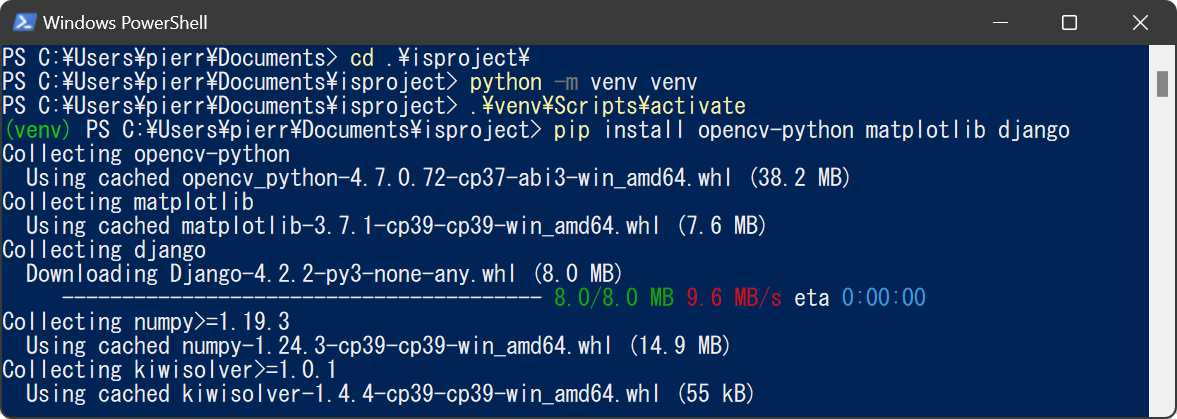 Windows PowerShell
PS C:¥Users¥pierr¥Documents> cd .¥isproject¥
PS C:¥Users¥pierr¥Documents¥isproject> python -m venv venv
PS C:¥Users¥pierr¥Documents¥isproject> .¥venv¥Scripts¥activate
(venv) PS C:¥Users¥pierr¥Documents¥isproject> pip install opencv-python matplotlib django
Collecting opencv-python
  Using cached opencv_python-4.7.0.72-cp37-abi3-win_amd64.whl (38.2 MB)
Collecting matplotlib
  Using cached matplotlib-3.7.1-cp39-cp39-win_amd64.whl (7.6 MB)
Collecting django
  Downloading Django-4.2.2-py3-none-any.whl (8.0 MB)
     ---------------------------------------- 8.0/8.0 MB 9.6 MB/s eta 0:00:00
Collecting numpy>=1.19.3
  Using cached numpy-1.24.3-cp39-cp39-win_amd64.whl (14.9 MB)
Collecting kiwisolver>=1.0.1
  Using cached kiwisolver-1.4.4-cp39-cp39-win_amd64.whl (55 kB)